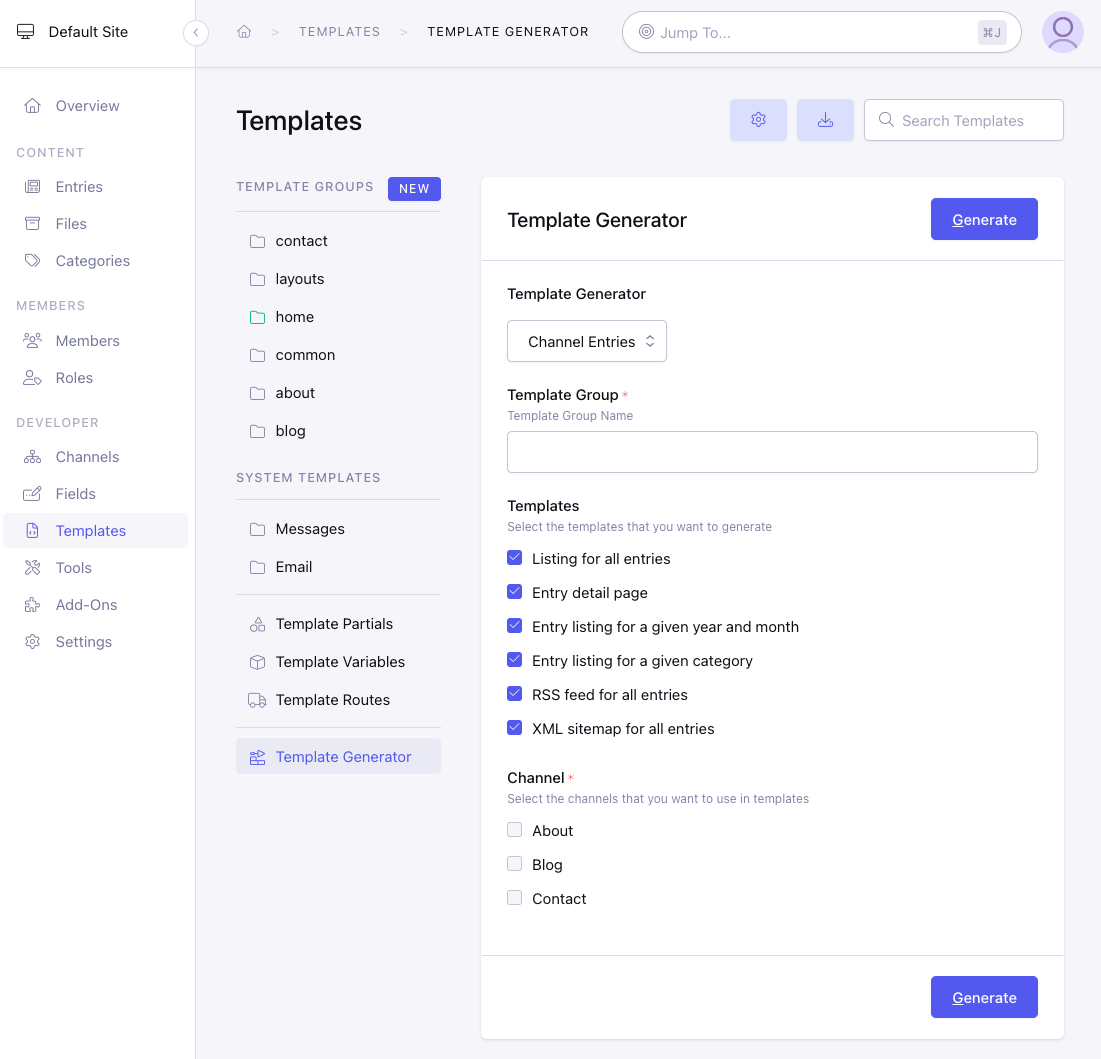 Default Site
TEMPLATES > TEMPLATE GENERATOR
Jump To... ⌘J
Overview
CONTENT
Entries
Files
Categories
MEMBERS
Members
Roles
DEVELOPER
Channels
Fields
Templates
Tools
Add-Ons
Settings
Templates
Search Templates
TEMPLATE GROUPS NEW
contact
layouts
home
common
about
blog
SYSTEM TEMPLATES
Messages
Email
Template Partials
Template Variables
Template Routes
Template Generator
Template Generator
Generate
Template Generator
Channel Entries
Template Group *
Template Group Name
Templates
Select the templates that you want to generate
Listing for all entries
Entry detail page
Entry listing for a given year and month
Entry listing for a given category
RSS feed for all entries
XML sitemap for all entries
Channel *
Select the channels that you want to use in templates
About
Blog
Contact
Generate